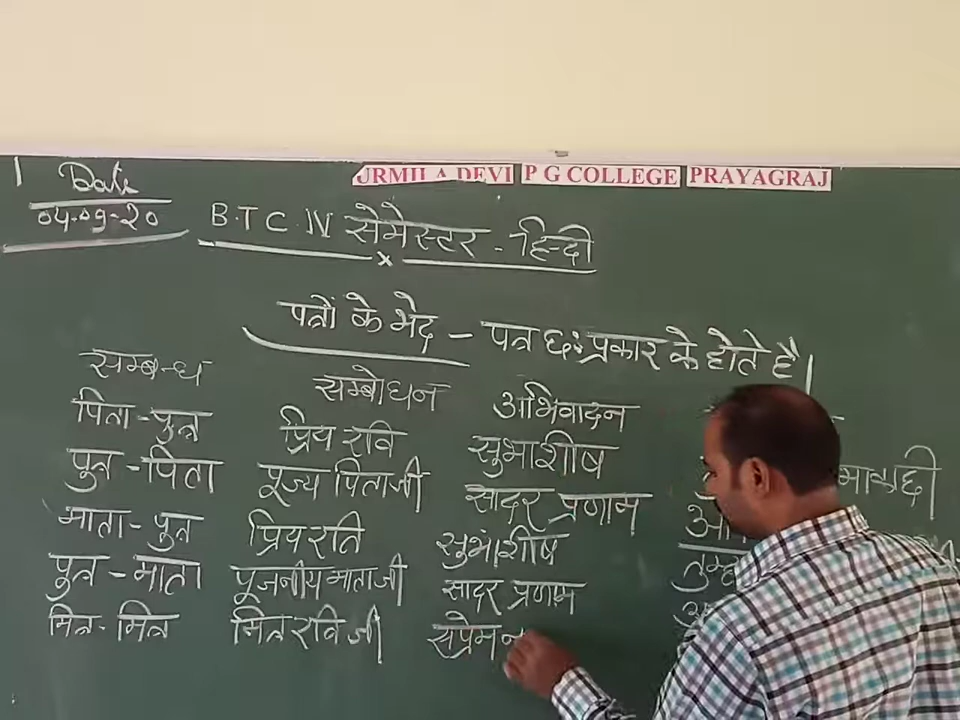 URMILA DEVI P G COLLEGE PRAYAGRAJ
Date
04-09-20
B.T.C IV सेमेस्टर - हिन्दी
पत्रों के भेद - पत्र छः प्रकार के होते हैं।
सम्बन्ध सम्बोधन अभिवादन
पिता - पुत्र प्रिय रवि सुभाशीष
पुत्र - पिता पूज्य पिताजी सादर प्रणाम
माता - पुत्र प्रिय रति सुभाशीष
पुत्र - माता पूजनीय माताजी सादर प्रणाम
मित्र - मित्र मित्र रवि जी सप्रेम